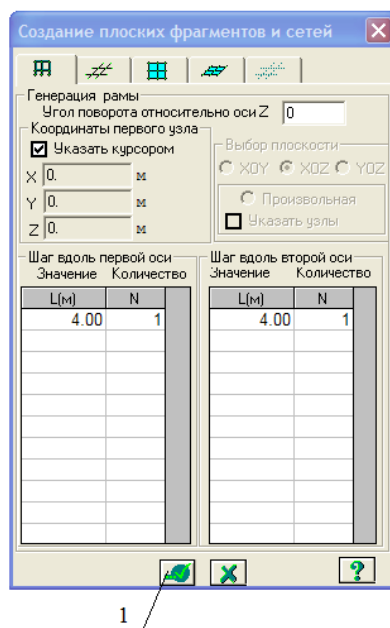 Создание плоских фрагментов и сетей
Генерация рамы
Угол поворота относительно оси Z 0
Координаты первого узла
Указать курсором
X 0. м
Y 0. м
Z 0. м
Выбор плоскости
XOY XOZ YOZ
Произвольная
Указать узлы
Шаг вдоль первой оси
Значение Количество
L(м) N
4.00 1
Шаг вдоль второй оси
Значение Количество
L(м) N
4.00 1
?
1